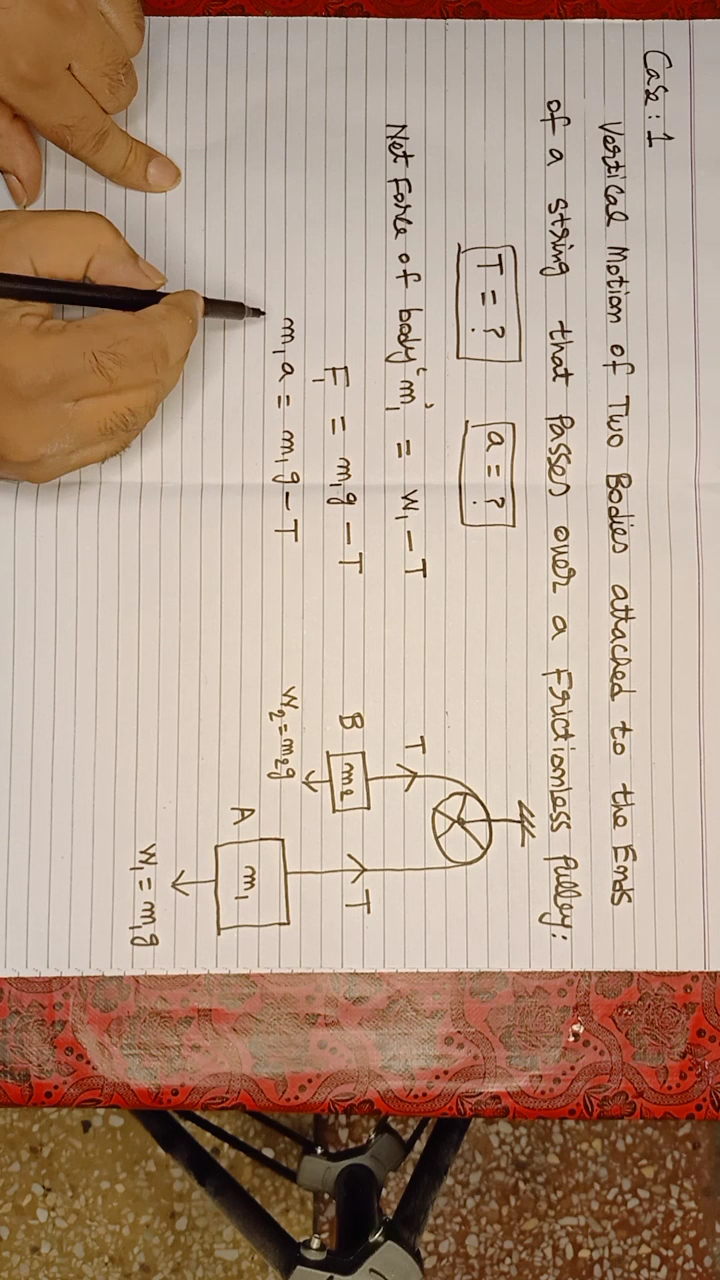 Case : 1
Vertical Motion of Two Bodies attached to the Ends
of a string that Passes over a Frictionless pulley:
T = ?
a = ?
Net Force of body 'm₁' = w₁ - T
F₁ = m₁g - T
m₁a = m₁g - T
T
T
B
m₂
w₂ = m₂g
A
m₁
w₁ = m₁g